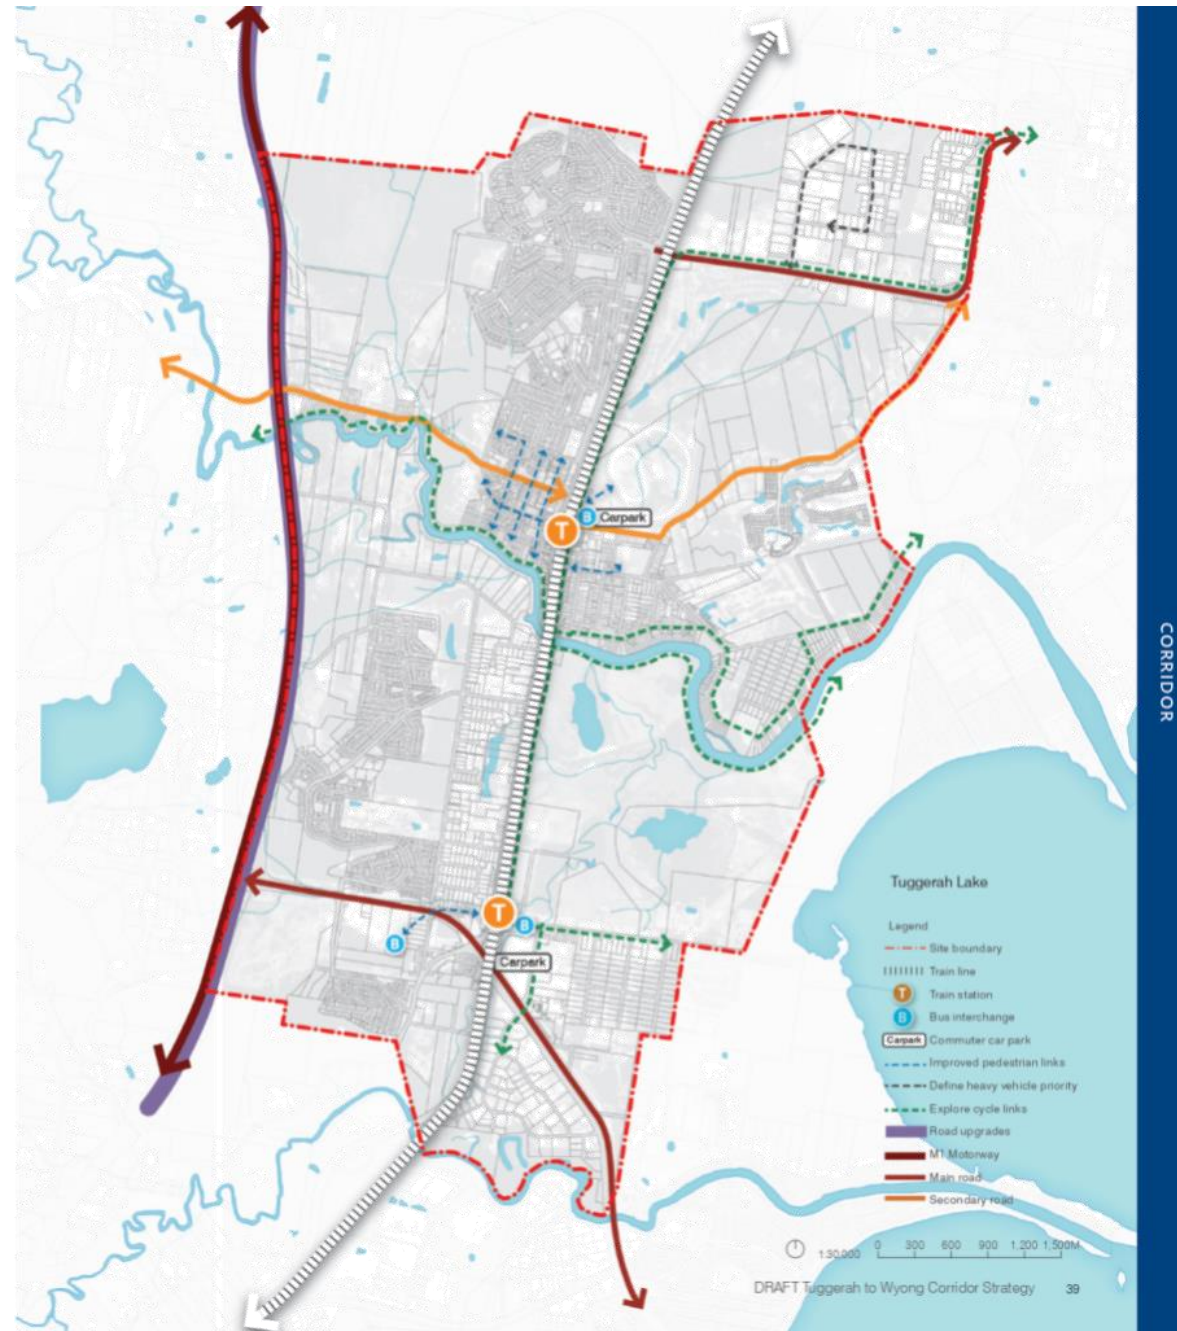 CORRIDOR
T
B
Carpark
T
B
B
Carpark
Tuggerah Lake
Legend
Site boundary
Train line
T Train station
B Bus interchange
Carpark Commuter car park
Improved pedestrian links
Define heavy vehicle priority
Explore cycle links
Road upgrades
M1 Motorway
Main road
Secondary road
1:30,000 0 300 600 900 1,200 1,500M
DRAFT Tuggerah to Wyong Corridor Strategy 39